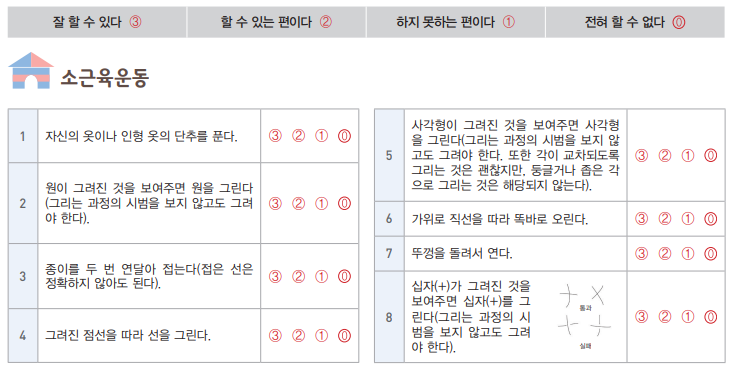 잘 할 수 있다 ③ 할 수 있는 편이다 ② 하지 못하는 편이다 ① 전혀 할 수 없다 ⓪
소근육운동
1 자신의 옷이나 인형 옷의 단추를 푼다. ③ ② ① ⓪
2 원이 그려진 것을 보여주면 원을 그린다
(그리는 과정의 시범을 보지 않고도 그려
야 한다). ③ ② ① ⓪
3 종이를 두 번 연달아 접는다(접은 선은
정확하지 않아도 된다). ③ ② ① ⓪
4 그려진 점선을 따라 선을 그린다. ③ ② ① ⓪
5 사각형이 그려진 것을 보여주면 사각형
을 그린다(그리는 과정의 시범을 보지 않
고도 그려야 한다. 또한 각이 교차되도록
그리는 것은 괜찮지만, 둥글거나 좁은 각
으로 그리는 것은 해당되지 않는다). ③ ② ① ⓪
6 가위로 직선을 따라 똑바로 오린다. ③ ② ① ⓪
7 뚜껑을 돌려서 연다. ③ ② ① ⓪
8 십자(+)가 그려진 것을
보여주면 십자(+)를 그
린다(그리는 과정의 시
범을 보지 않고도 그려
야 한다). ③ ② ① ⓪
통과
실패